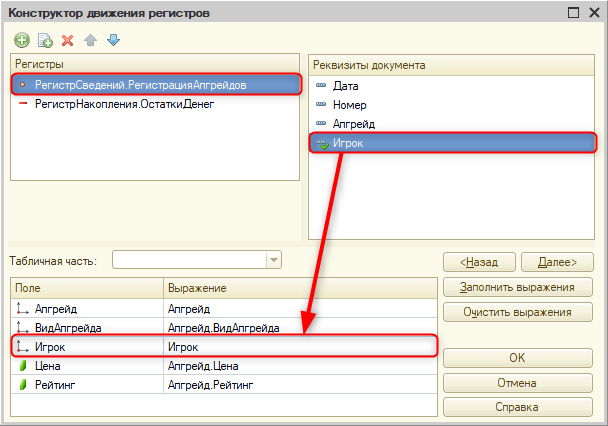 Конструктор движения регистров
Регистры
РегистрСведений.РегистрацияАпгрейдов
РегистрНакопления.ОстаткиДенег
Реквизиты документа
Дата
Номер
Апгрейд
Игрок
Табличная часть:
<Назад
Далее>
Заполнить выражения
Очистить выражения
Поле Выражение
Апгрейд Апгрейд
ВидАпгрейда Апгрейд.ВидАпгрейда
Игрок Игрок
Цена Апгрейд.Цена
Рейтинг Апгрейд.Рейтинг
OK
Отмена
Справка